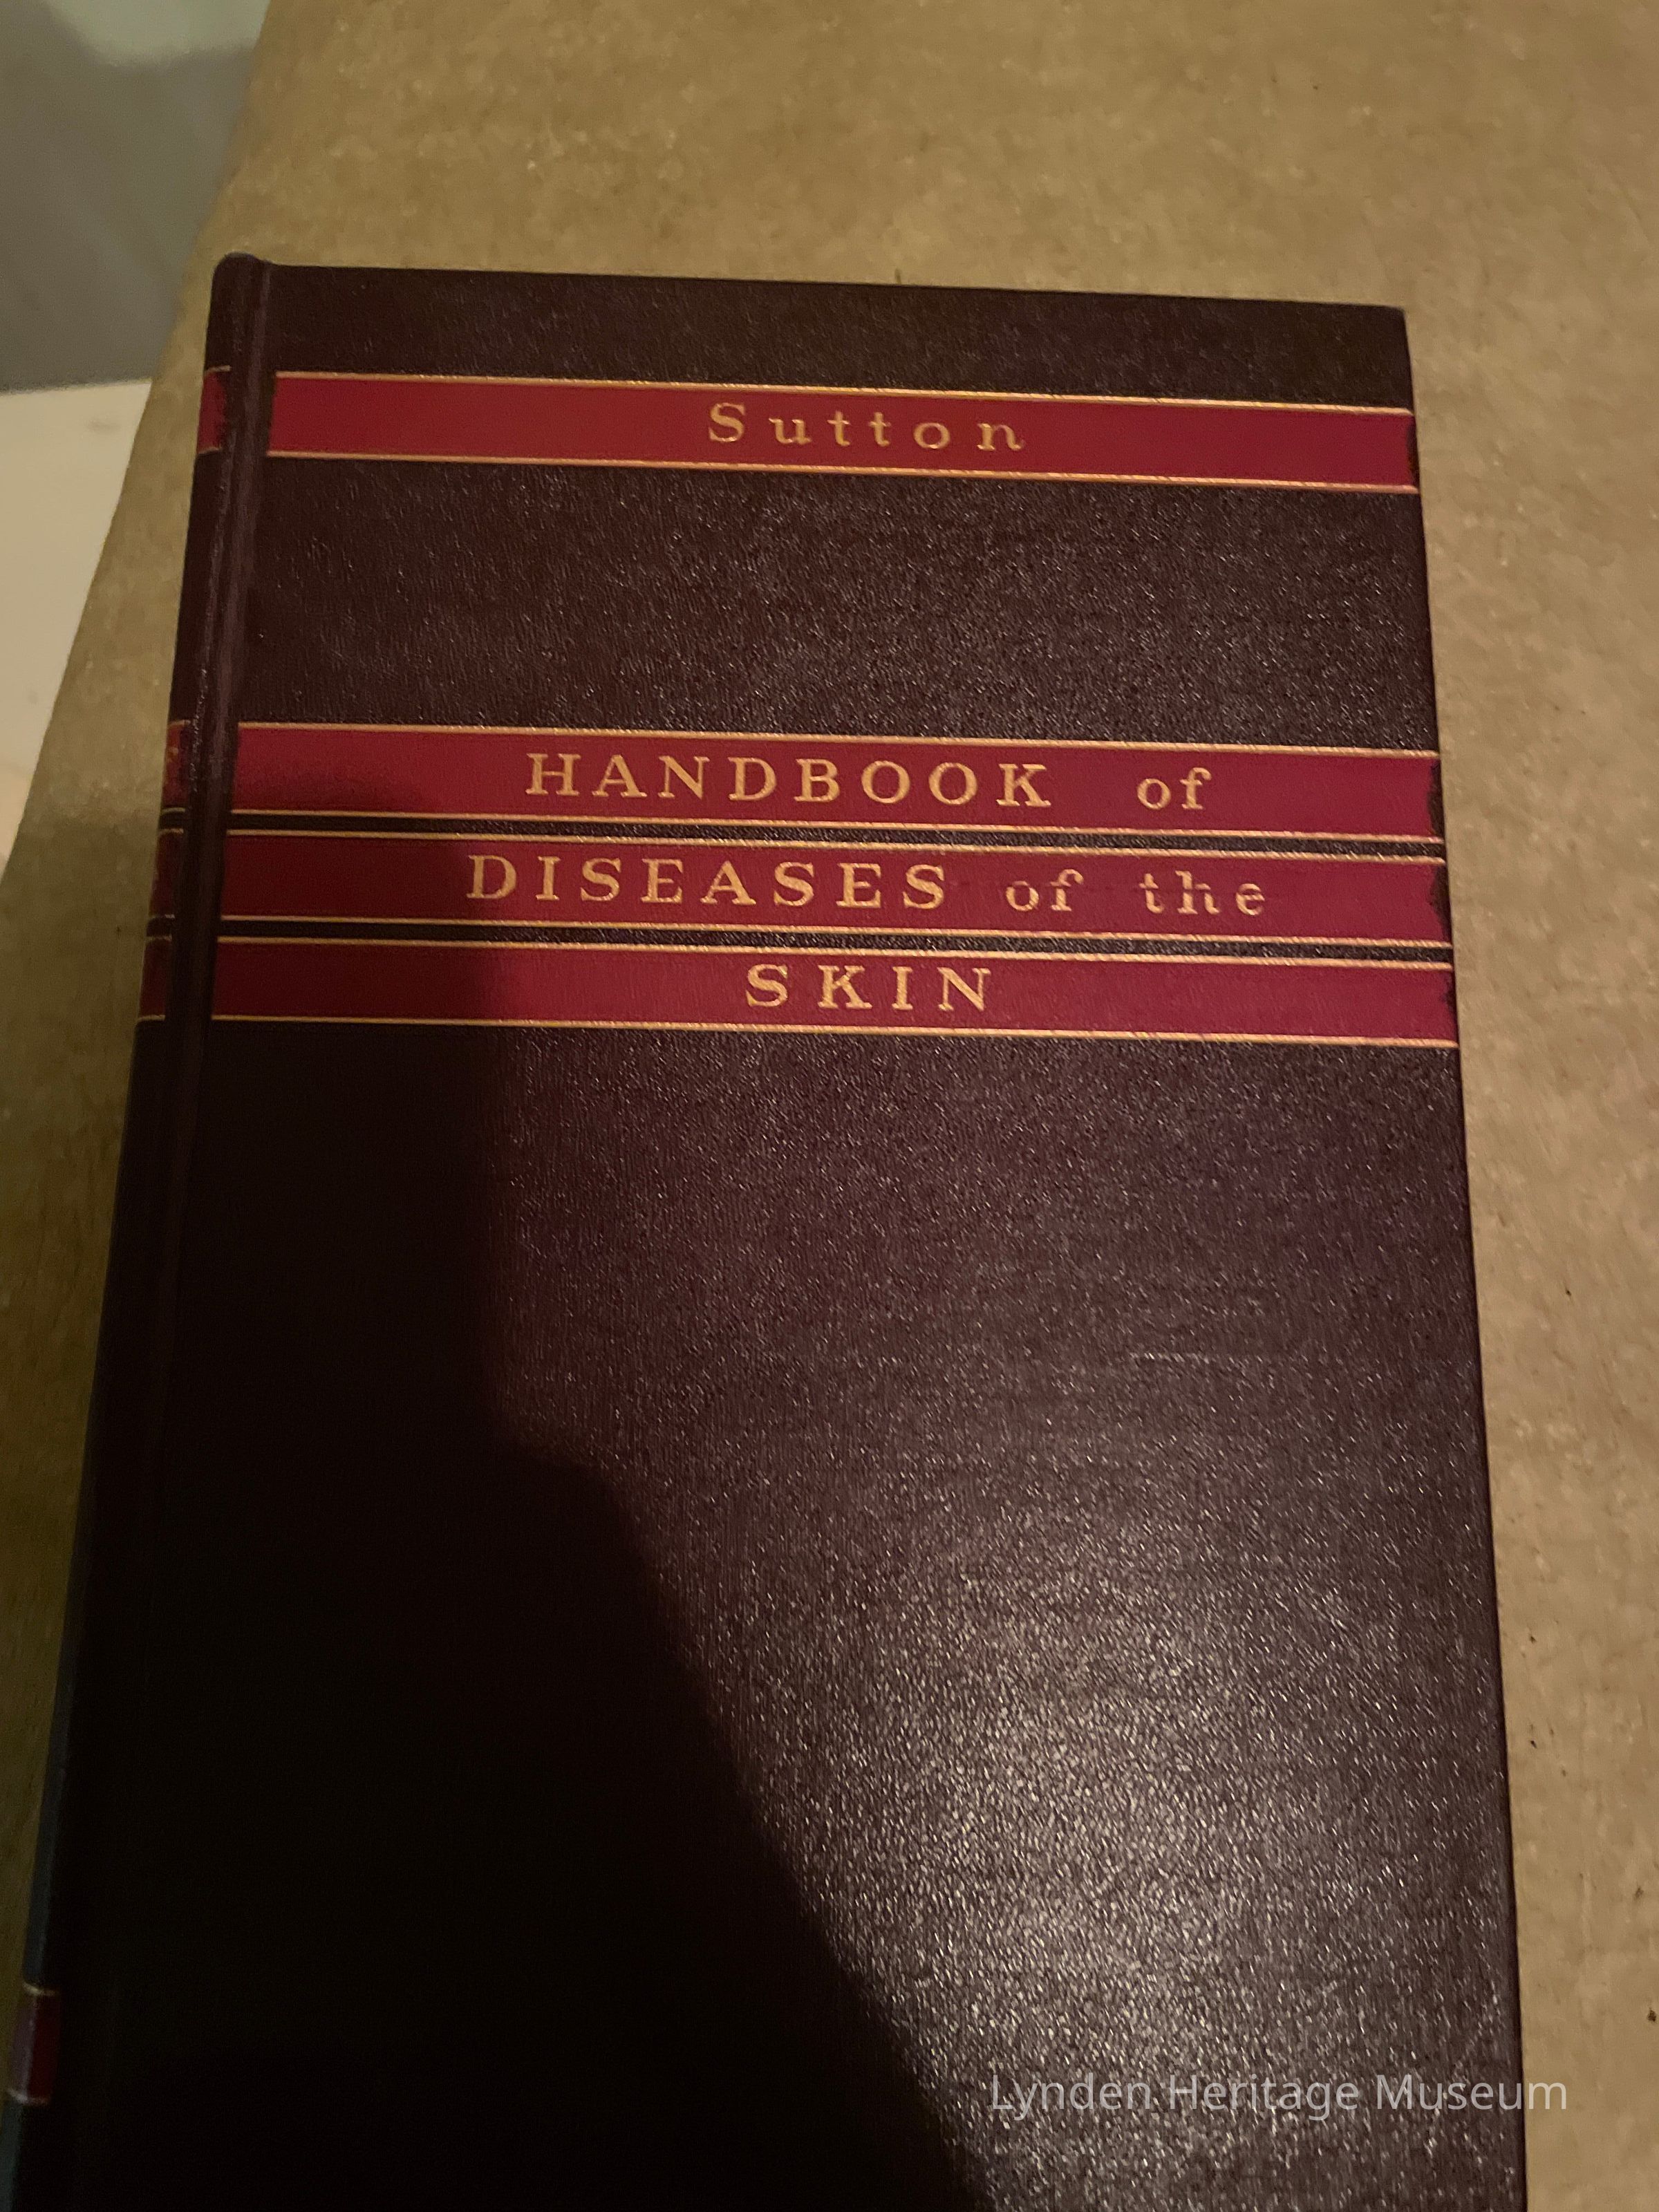 Sutton
HANDBOOK of
DISEASES of the
SKIN
Lynden Heritage Museum